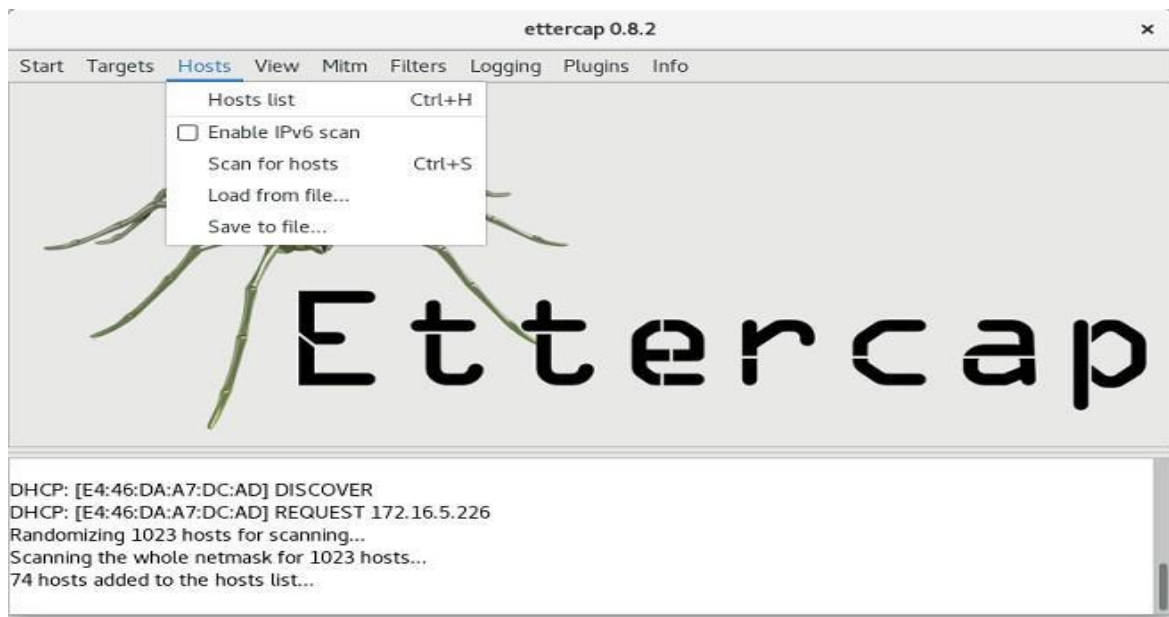 ettercap 0.8.2 ×
Start Targets Hosts View Mitm Filters Logging Plugins Info
Hosts list Ctrl+H
Enable IPv6 scan
Scan for hosts Ctrl+S
Load from file...
Save to file...
Ettercap
DHCP: [E4:46:DA:A7:DC:AD] DISCOVER
DHCP: [E4:46:DA:A7:DC:AD] REQUEST 172.16.5.226
Randomizing 1023 hosts for scanning...
Scanning the whole netmask for 1023 hosts...
74 hosts added to the hosts list...